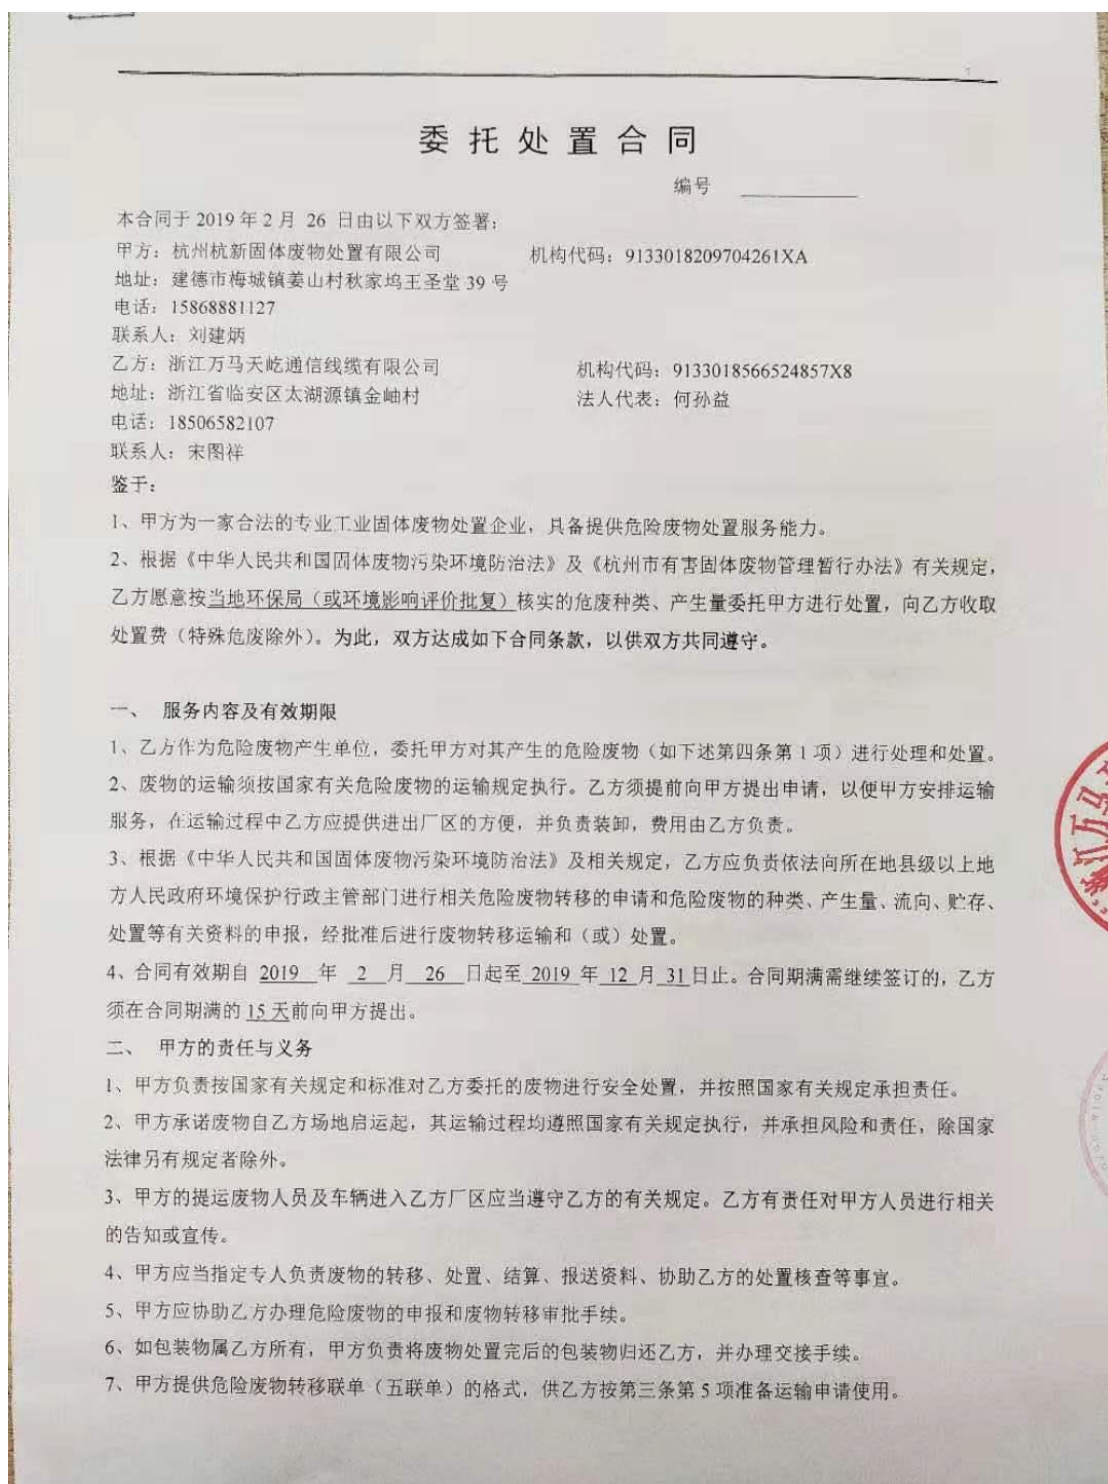 委托处置合同
编号
本合同于 2019 年 2 月 26 日由以下双方签署：
甲方：杭州杭新固体废物处置有限公司 机构代码：9133018209704261XA
地址：建德市梅城镇姜山村秋家坞王圣堂 39 号
电话：15868881127
联系人：刘建炳
乙方：浙江万马天屹通信线缆有限公司 机构代码：9133018566524857X8
地址：浙江省临安区太湖源镇金岫村 法人代表：何孙益
电话：18506582107
联系人：宋图祥
鉴于：
1、甲方为一家合法的专业工业固体废物处置企业，具备提供危险废物处置服务能力。
2、根据《中华人民共和国固体废物污染环境防治法》及《杭州市有害固体废物管理暂行办法》有关规定，
乙方愿意按当地环保局（或环境影响评价批复）核实的危废种类、产生量委托甲方进行处置，向乙方收取
处置费（特殊危废除外）。为此，双方达成如下合同条款，以供双方共同遵守。
一、 服务内容及有效期限
1、乙方作为危险废物产生单位，委托甲方对其产生的危险废物（如下述第四条第 1 项）进行处理和处置。
2、废物的运输须按国家有关危险废物的运输规定执行。乙方须提前向甲方提出申请，以便甲方安排运输
服务，在运输过程中乙方应提供进出厂区的方便，并负责装卸，费用由乙方负责。
3、根据《中华人民共和国固体废物污染环境防治法》及相关规定，乙方应负责依法向所在地县级以上地
方人民政府环境保护行政主管部门进行相关危险废物转移的申请和危险废物的种类、产生量、流向、贮存、
处置等有关资料的申报，经批准后进行废物转移运输和（或）处置。
4、合同有效期自 2019 年 2 月 26 日起至 2019 年 12 月 31 日止。合同期满需继续签订的，乙方
须在合同期满的 15 天前向甲方提出。
二、 甲方的责任与义务
1、甲方负责按国家有关规定和标准对乙方委托的废物进行安全处置，并按照国家有关规定承担责任。
2、甲方承诺废物自乙方场地启运起，其运输过程均遵照国家有关规定执行，并承担风险和责任，除国家
法律另有规定者除外。
3、甲方的提运废物人员及车辆进入乙方厂区应当遵守乙方的有关规定。乙方有责任对甲方人员进行相关
的告知或宣传。
4、甲方应当指定专人负责废物的转移、处置、结算、报送资料、协助乙方的处置核查等事宜。
5、甲方应协助乙方办理危险废物的申报和废物转移审批手续。
6、如包装物属乙方所有，甲方负责将废物处置完后的包装物归还乙方，并办理交接手续。
7、甲方提供危险废物转移联单（五联单）的格式，供乙方按第三条第 5 项准备运输申请使用。
浙江万马